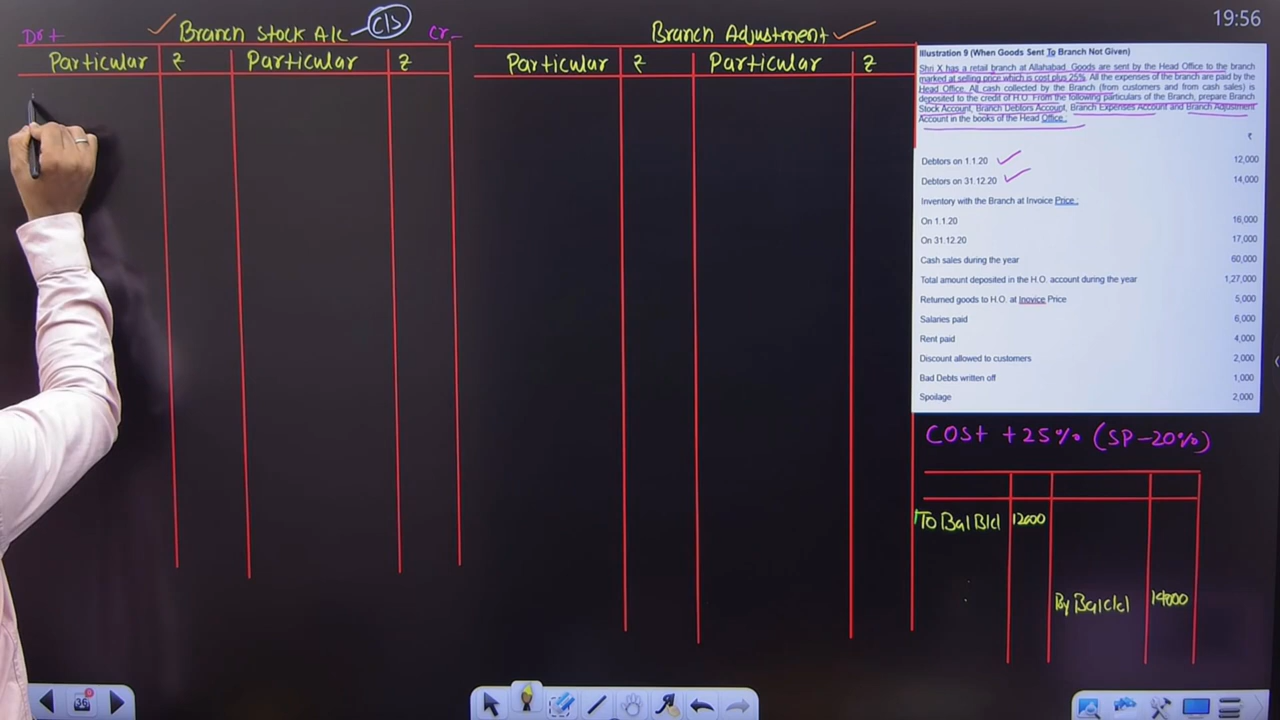 19:56
Drt Branch Stock A/c C/S Cr-
Particular ₹ Particular ₹
Branch Adjustment
Particular ₹ Particular ₹
Illustration 9 (When Goods Sent To Branch Not Given)
Shri X has a retail branch at Allahabad. Goods are sent by the Head Office to the branch
marked at selling price which is cost plus 25%. All the expenses of the branch are paid by the
Head Office. All cash collected by the Branch (from customers and from cash sales) is
deposited to the credit of H.O. From the following particulars of the Branch, prepare Branch
Stock Account, Branch Debtors Account, Branch Expenses Account and Branch Adjustment
Account in the books of the Head Office :
₹
Debtors on 1.1.20 12,000
Debtors on 31.12.20 14,000
Inventory with the Branch at Invoice Price :
On 1.1.20 16,000
On 31.12.20 17,000
Cash sales during the year 60,000
Total amount deposited in the H.O. account during the year 1,27,000
Returned goods to H.O. at Inovice Price 5,000
Salaries paid 6,000
Rent paid 4,000
Discount allowed to customers 2,000
Bad Debts written off 1,000
Spoilage 2,000
Cost +25% (SP-20%)
To Bal B/d 12000
By Bal c/d 14000
36